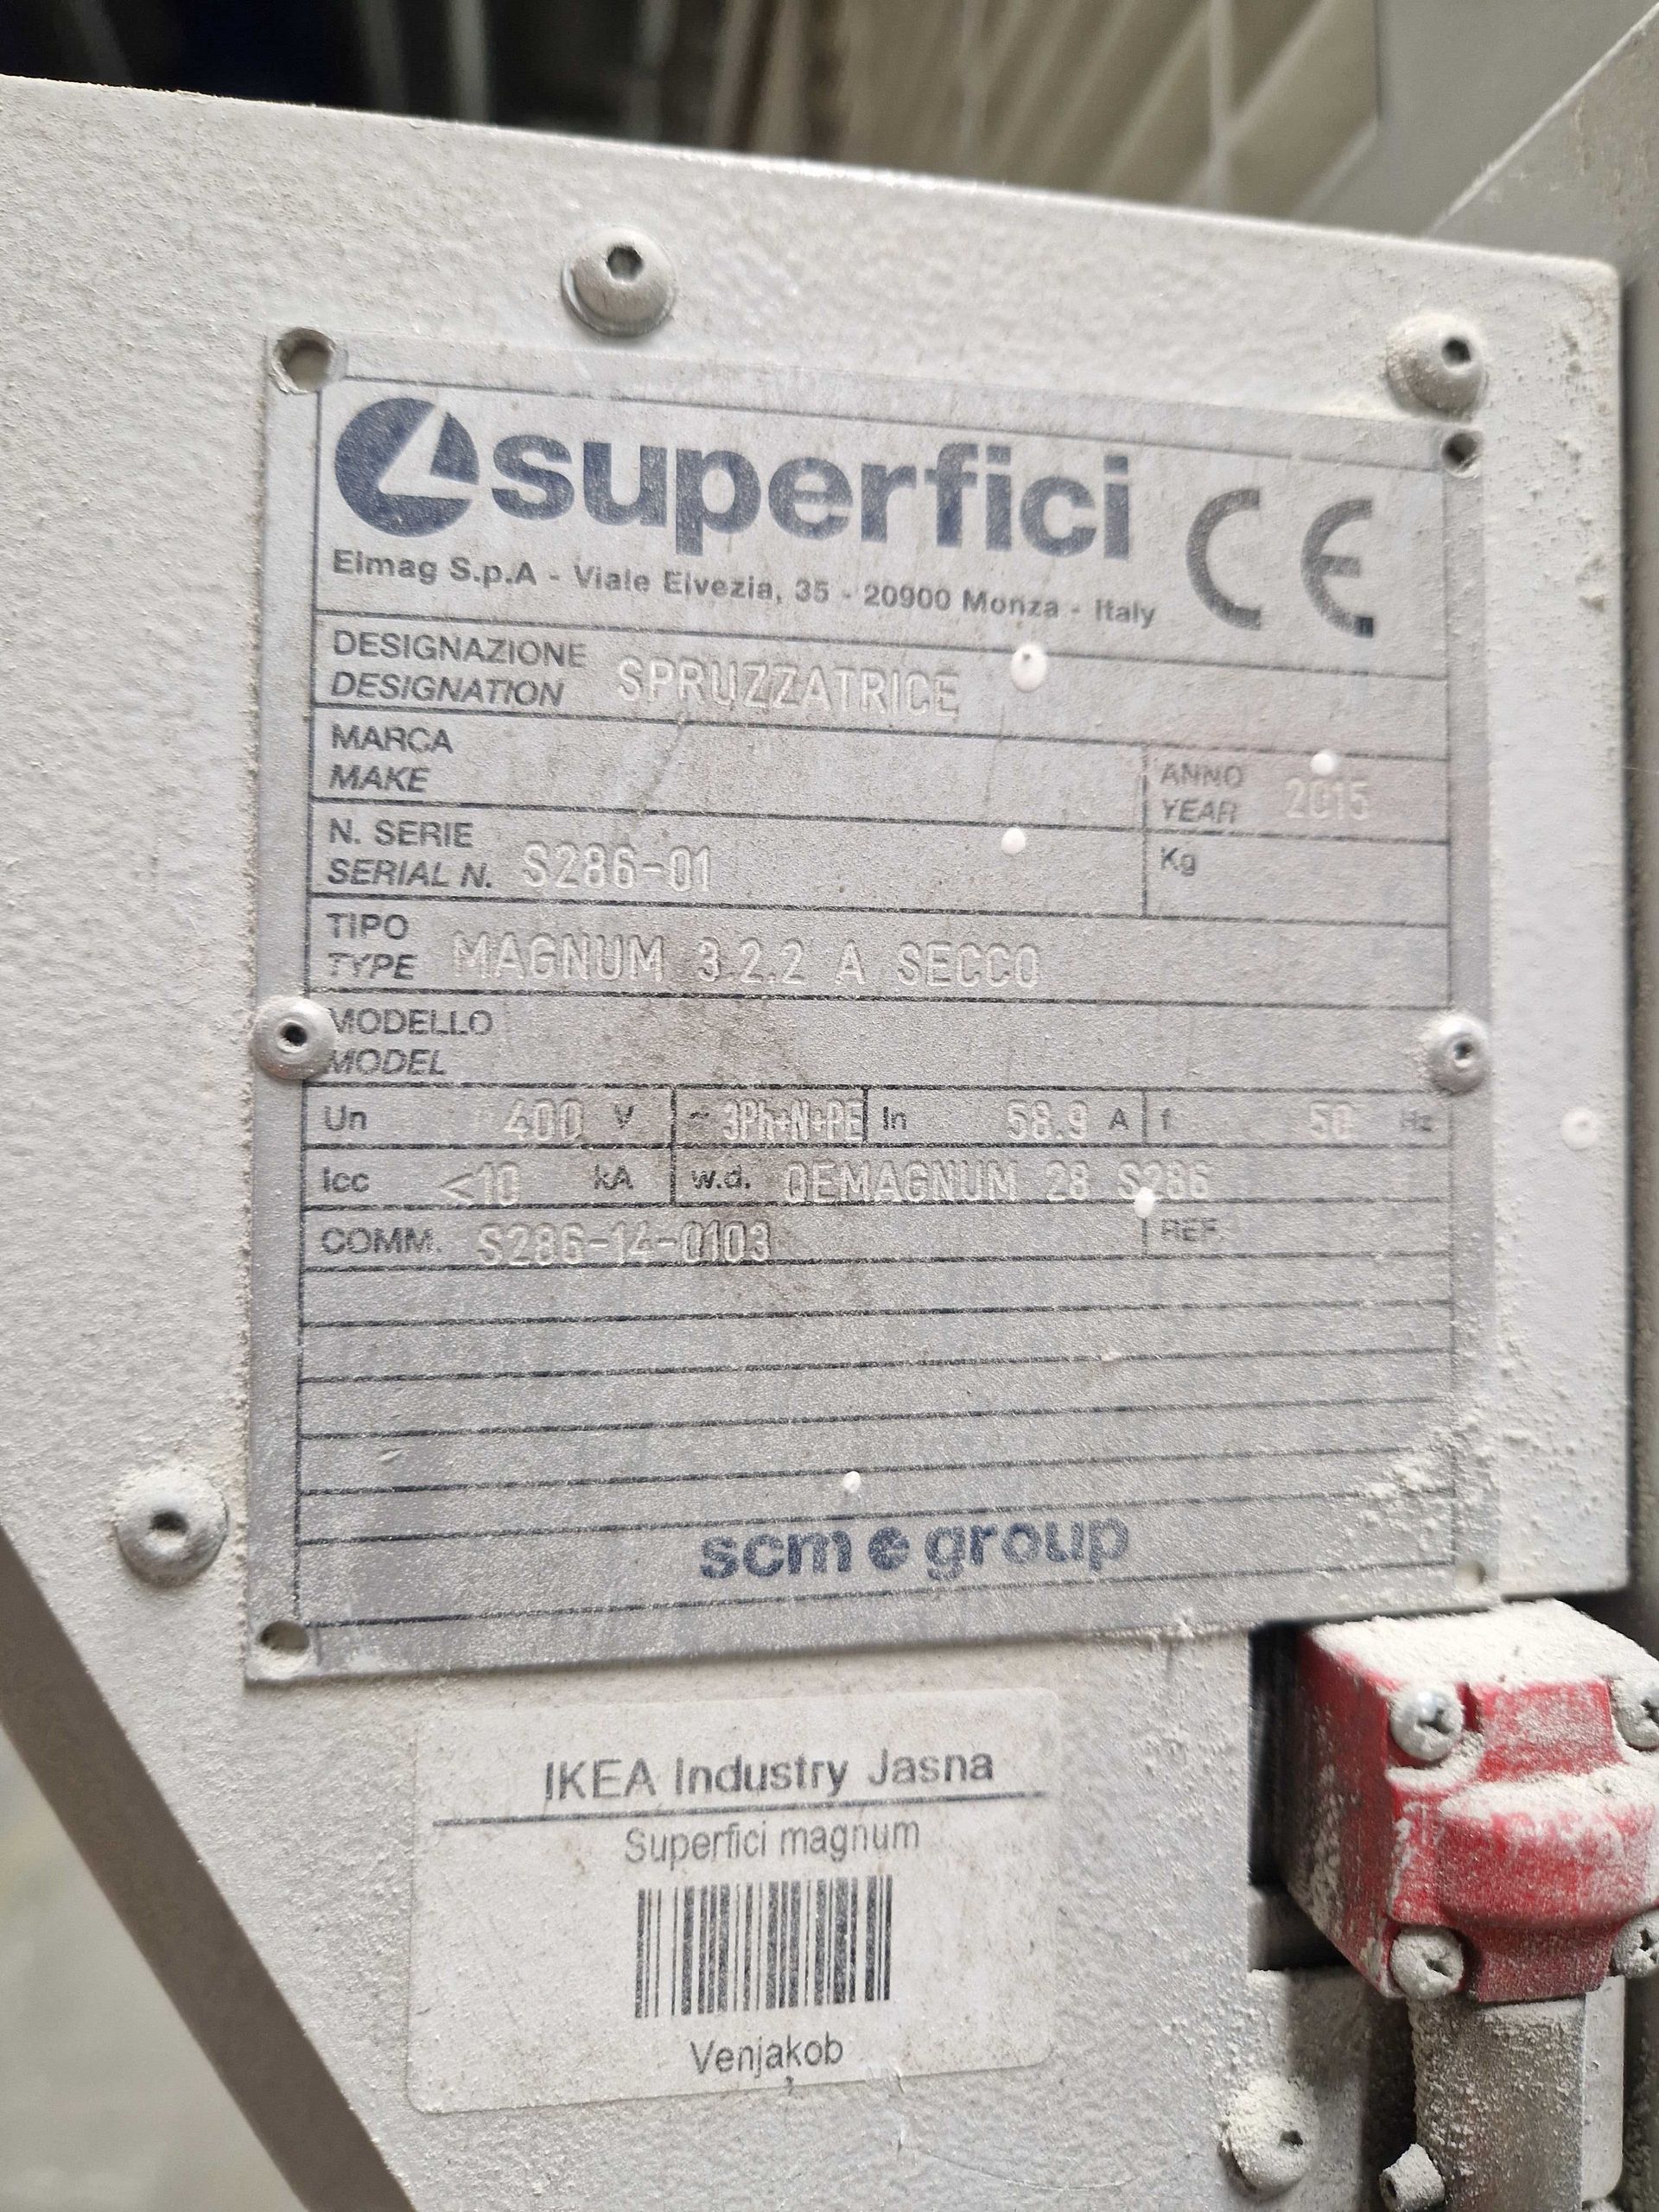 superfici CE
Elmag S.p.A - Viale Elvezia, 35 - 20900 Monza - Italy
DESIGNAZIONE
DESIGNATION SPRUZZATRICE
MARCA
MAKE
ANNO
YEAR 2015
N. SERIE
SERIAL N. S286-01
Kg
TIPO
TYPE MAGNUM 3.2.2 A SECCO
MODELLO
MODEL
Un 400 V ~ 3Ph+N+PE In 58.9 A f 50 Hz
Icc <10 kA w.d. QEMAGNUM 28 S286
COMM. S286-14-0103 REF.
scm group
IKEA Industry Jasna
Superfici magnum
Venjakob